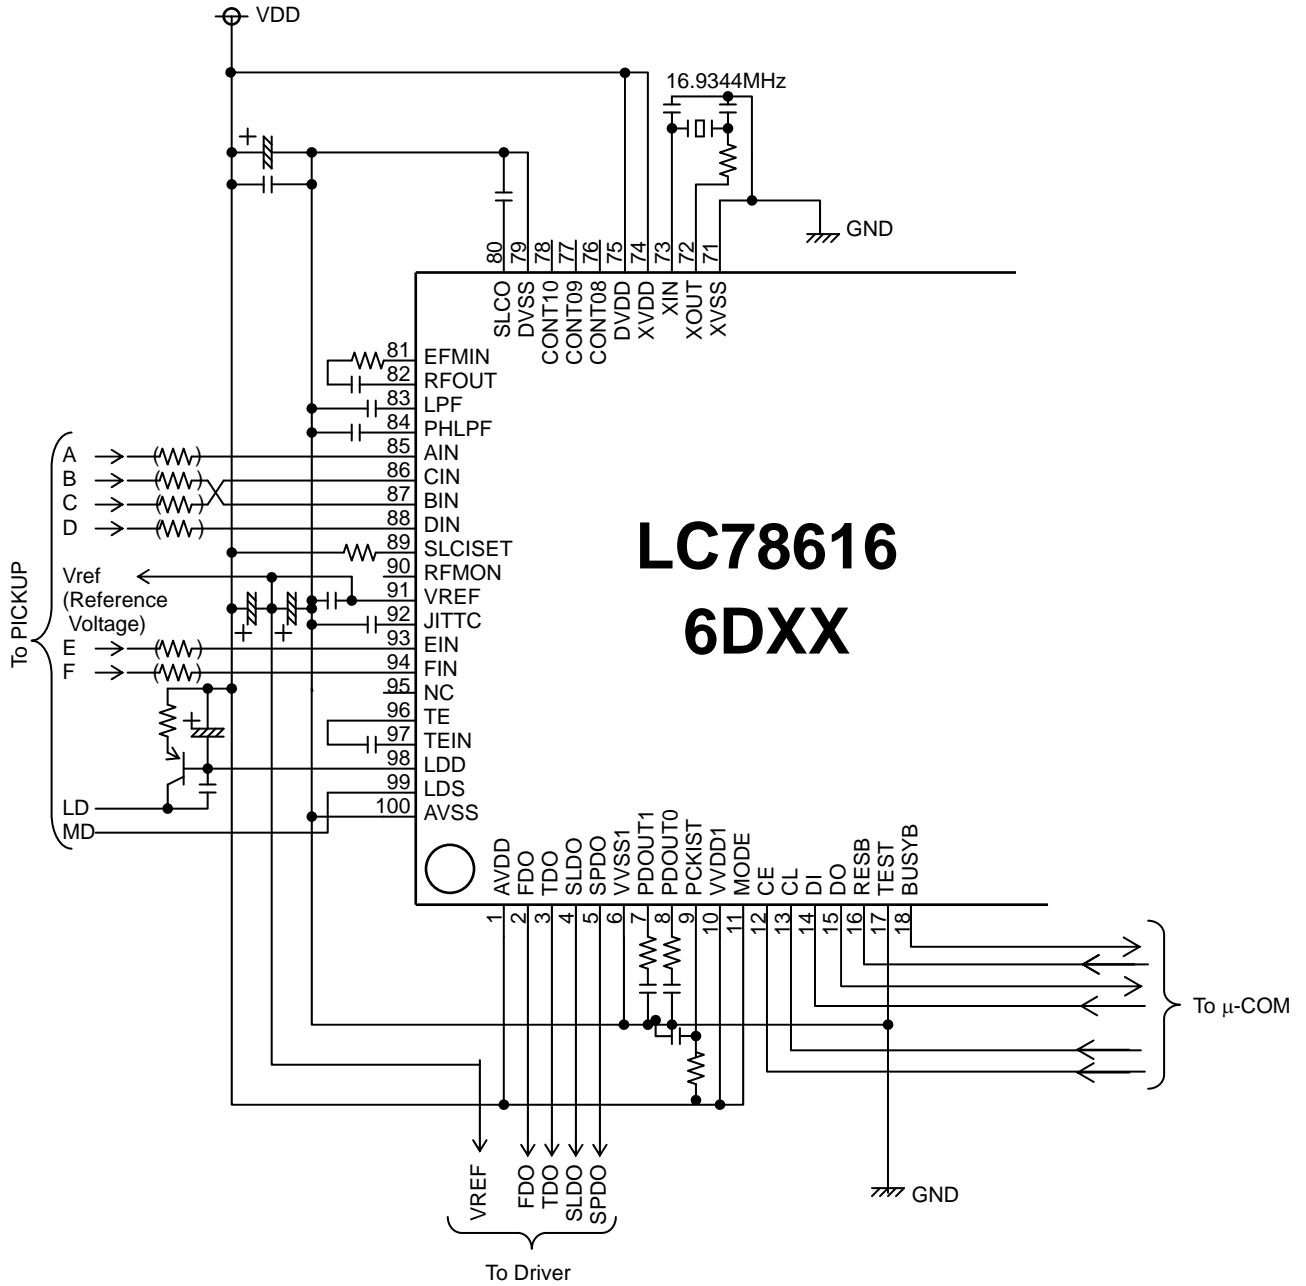 VDD
16.9344MHz
GND
80 79 78 77 76 75 74 73 72 71
SLCO DVSS CONT10 CONT09 CONT08 DVDD XVDD XIN XOUT XVSS
81 EFMIN
82 RFOUT
83 LPF
84 PHLPF
A 85 AIN
B 86 CIN
C 87 BIN
D 88 DIN
89 SLCISET
90 RFMON
91 VREF
92 JITTC
E 93 EIN
F 94 FIN
95 NC
96 TE
97 TEIN
98 LDD
99 LDS
100 AVSS
Vref
(Reference
Voltage)
LD
MD
To PICKUP
LC78616
6DXX
AVDD FDO TDO SLDO SPDO VVSS1 PDOUT1 PDOUT0 PCKIST VVDD1 MODE CE CL DI DO RESB TEST BUSYB
1 2 3 4 5 6 7 8 9 10 11 12 13 14 15 16 17 18
To μ-COM
GND
VREF FDO TDO SLDO SPDO
To Driver